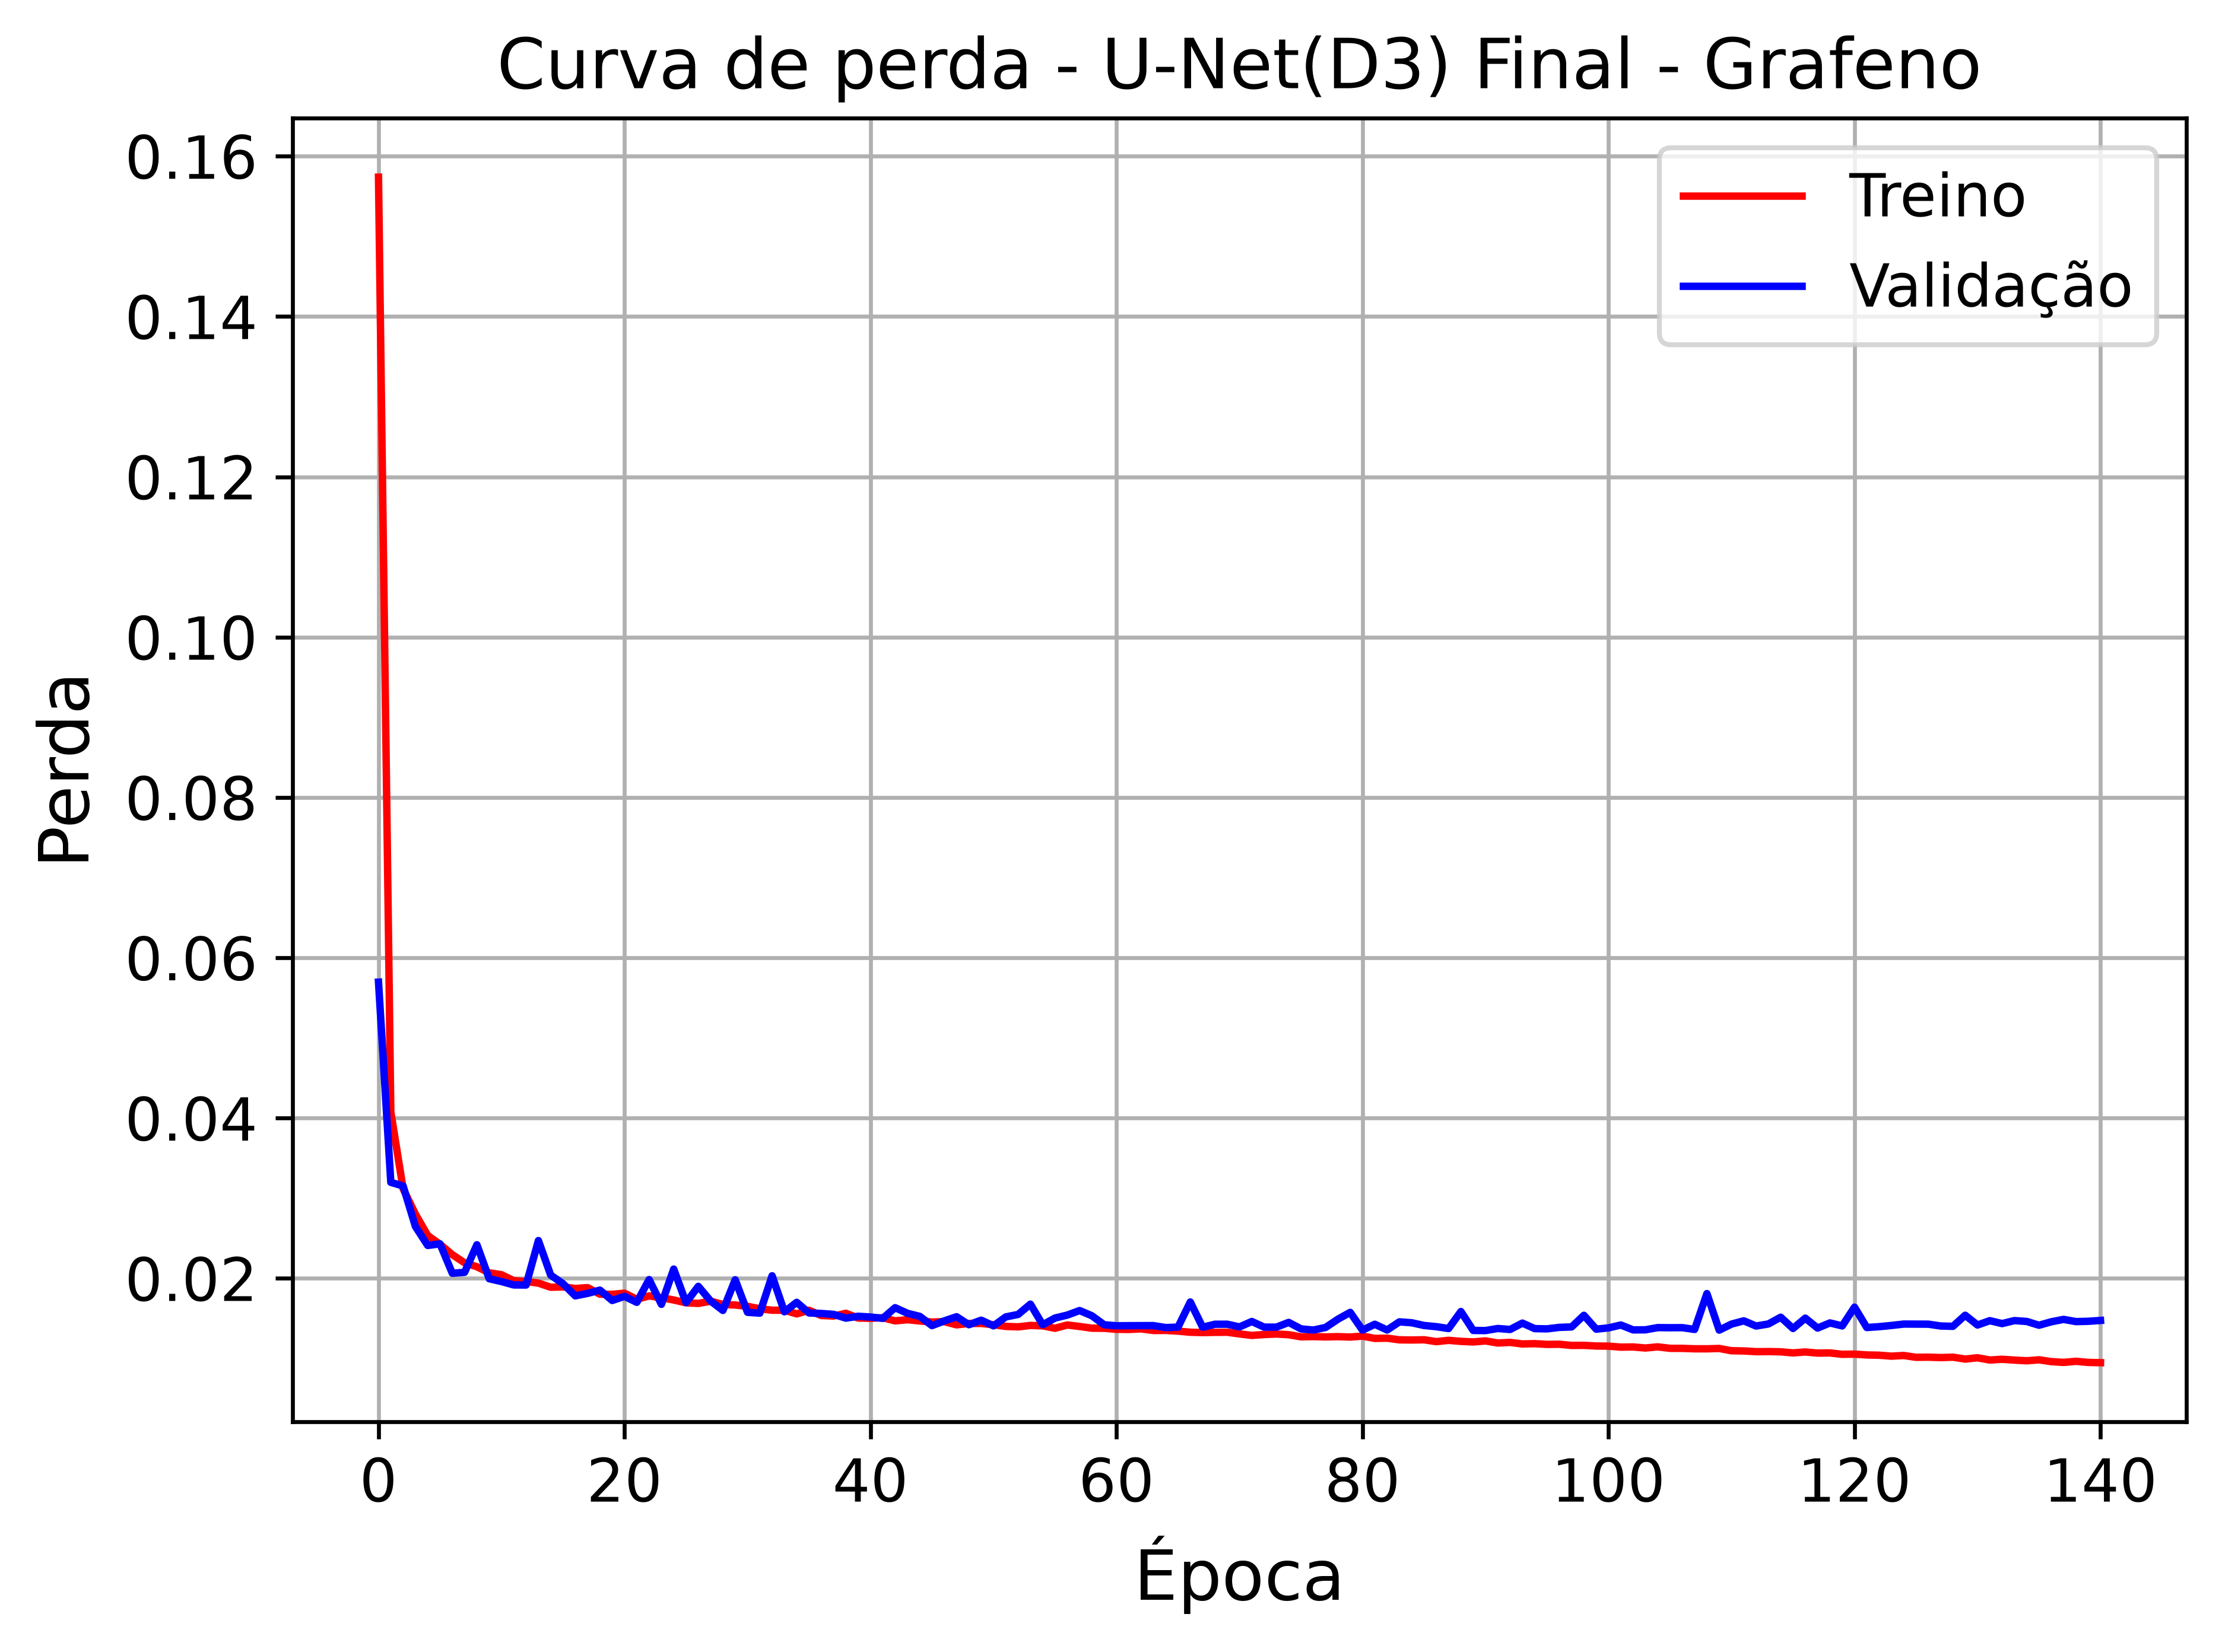 Curva de perda - U-Net(D3) Final - Grafeno
Treino
Validação
0.16
0.14
0.12
0.10
0.08
0.06
0.04
0.02
Perda
0 20 40 60 80 100 120 140
Época